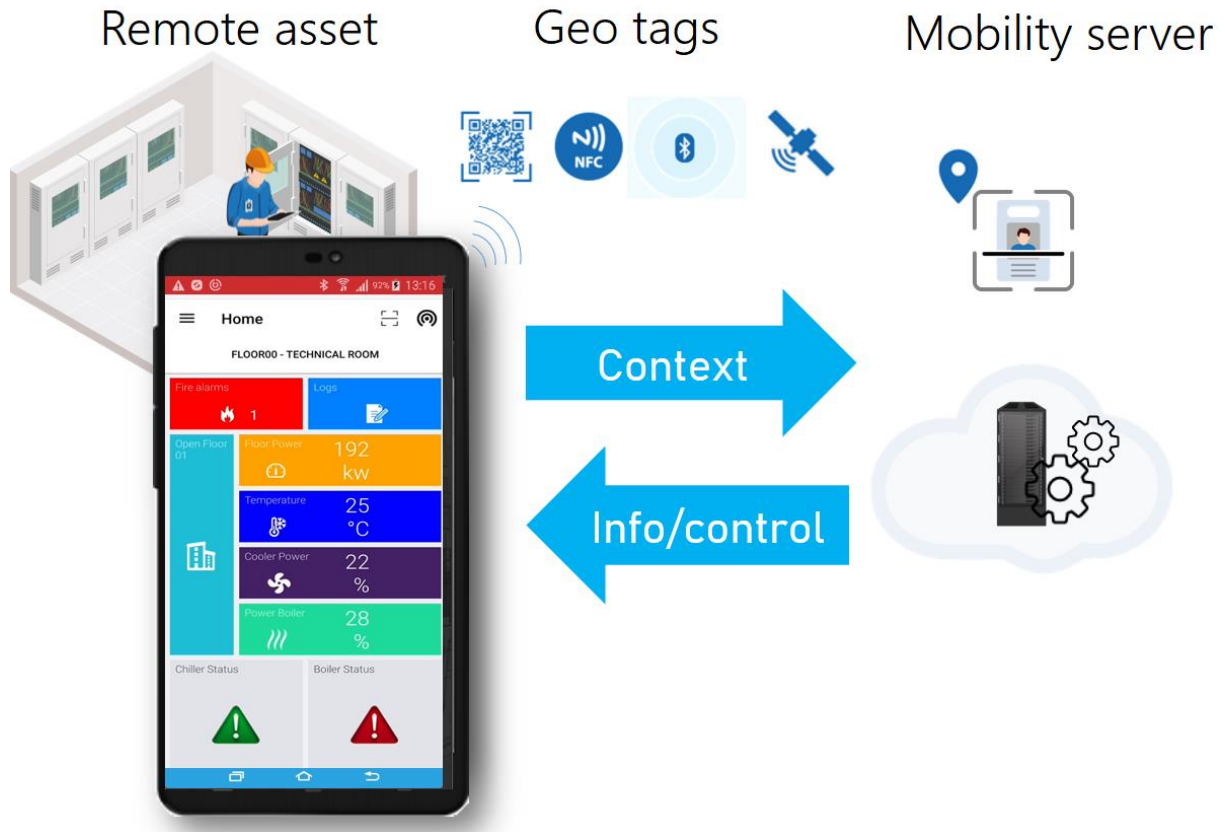 Remote asset
Geo tags
Mobility server
NFC
92% 13:16
Home
FLOOR00 - TECHNICAL ROOM
Fire alarms
1
Logs
Open Floor
01
Floor Power
192
kw
Temperature
25
°C
Cooler Power
22
%
Power Boiler
28
%
Chiller Status
Boiler Status
Context
Info/control